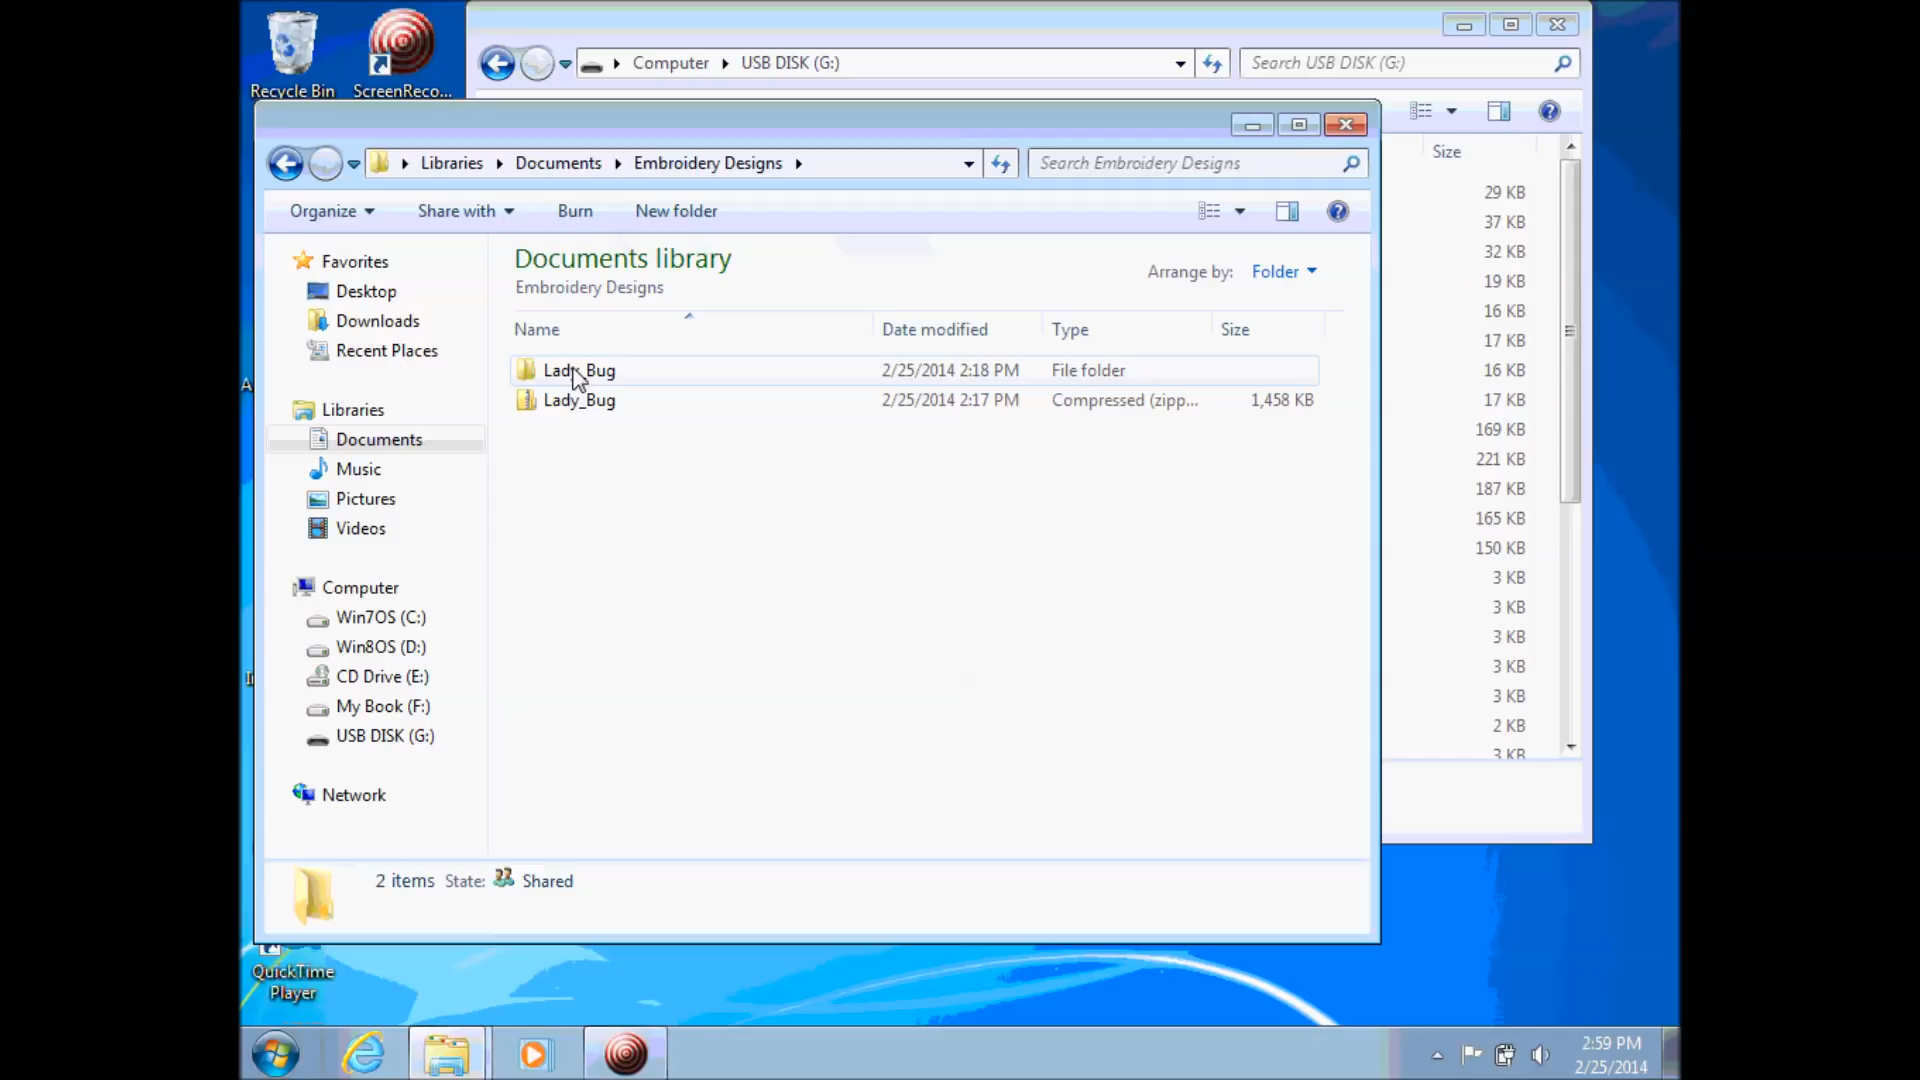 Recycle Bin
ScreenReco...
Computer
USB DISK (G:)
Search USB DISK (G:)
Size
29 KB
37 KB
32 KB
19 KB
16 KB
17 KB
16 KB
17 KB
169 KB
221 KB
187 KB
165 KB
150 KB
3 KB
3 KB
3 KB
3 KB
3 KB
2 KB
3 KB
Libraries
Documents
Embroidery Designs
Search Embroidery Designs
Organize
Share with
Burn
New folder
Favorites
Desktop
Downloads
Recent Places
Libraries
Documents
Music
Pictures
Videos
Computer
Win7OS (C:)
Win8OS (D:)
CD Drive (E:)
My Book (F:)
USB DISK (G:)
Network
Documents library
Embroidery Designs
Arrange by: Folder
Name Date modified Type Size
Lady_Bug 2/25/2014 2:18 PM File folder
Lady_Bug 2/25/2014 2:17 PM Compressed (zipp... 1,458 KB
2 items State: Shared
QuickTime
Player
2:59 PM
2/25/2014